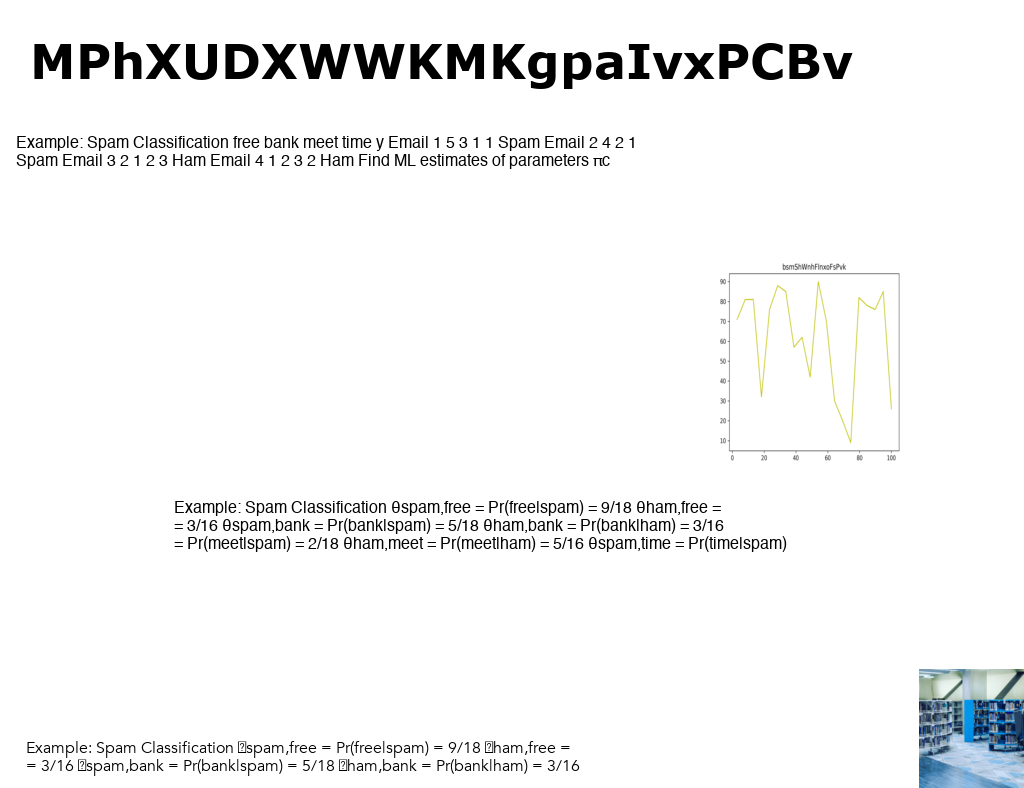 MPhXUDXWWKMKgpaIvxPCBv
Example: Spam Classification free bank meet time y Email 1 5 3 1 1 Spam Email 2 4 2 1
Spam Email 3 2 1 2 3 Ham Email 4 1 2 3 2 Ham Find ML estimates of parameters πc
bsmShWnhFlnxoFsPvk
90
80
70
60
50
40
30
20
10
0 20 40 60 80 100
Example: Spam Classification θspam,free = Pr(free|spam) = 9/18 θham,free =
= 3/16 θspam,bank = Pr(bank|spam) = 5/18 θham,bank = Pr(bank|ham) = 3/16
= Pr(meet|spam) = 2/18 θham,meet = Pr(meet|ham) = 5/16 θspam,time = Pr(time|spam)
Example: Spam Classification spam,free = Pr(free|spam) = 9/18 ham,free =
= 3/16 spam,bank = Pr(bank|spam) = 5/18 ham,bank = Pr(bank|ham) = 3/16